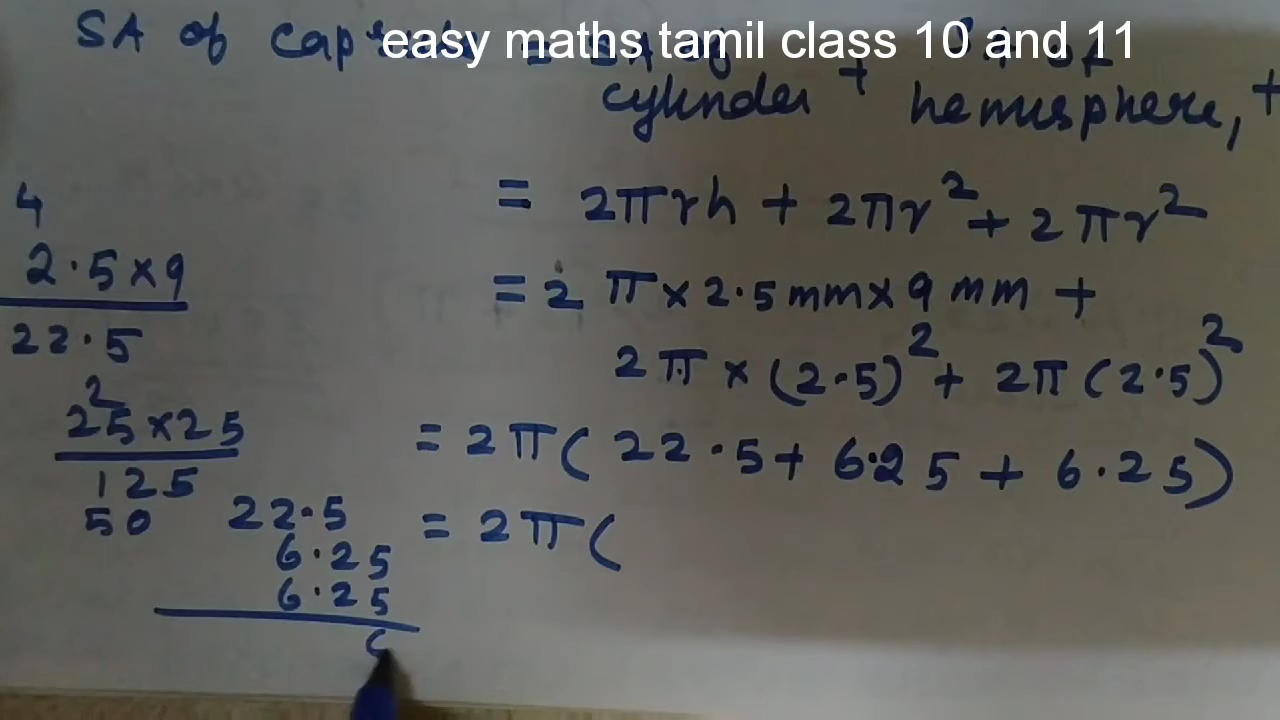 easy maths tamil class 10 and 11
SA of
cylinder + hemisphere, +
= 2πrh + 2πr² + 2πr²
= 2 π × 2.5 mm × 9 mm +
2π × (2.5)² + 2π (2.5)²
= 2π ( 22.5 + 6.25 + 6.25 )
= 2π (
4
2.5 × 9
22.5
2
25 × 25
125
50
22.5
6.25
6.25